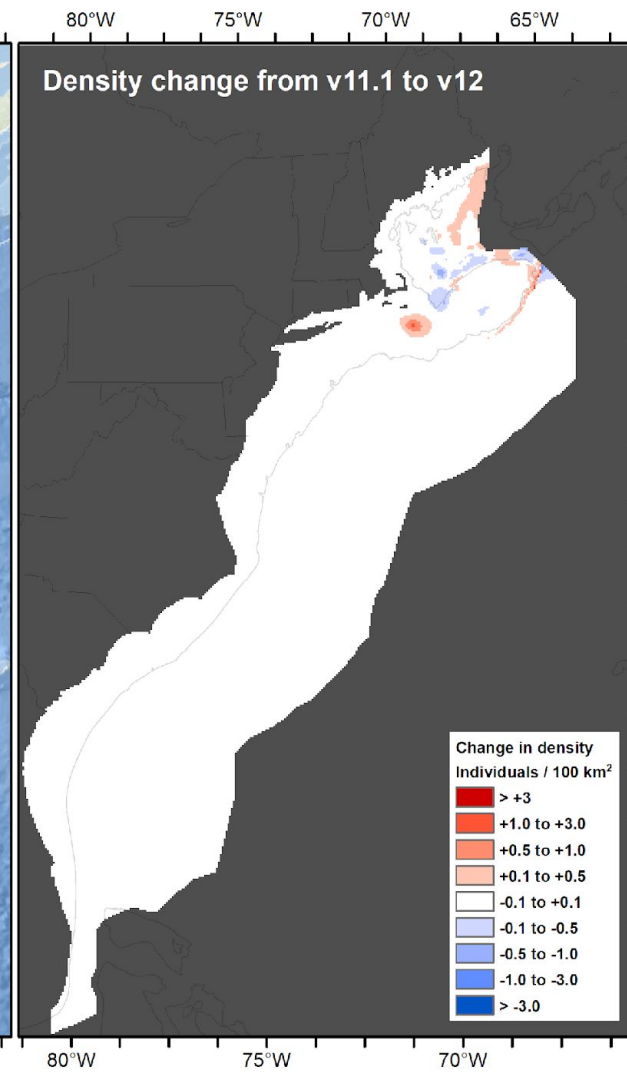 80°W 75°W 70°W 65°W
Density change from v11.1 to v12
Change in density
Individuals / 100 km²
> +3
+1.0 to +3.0
+0.5 to +1.0
+0.1 to +0.5
-0.1 to +0.1
-0.1 to -0.5
-0.5 to -1.0
-1.0 to -3.0
> -3.0
80°W 75°W 70°W